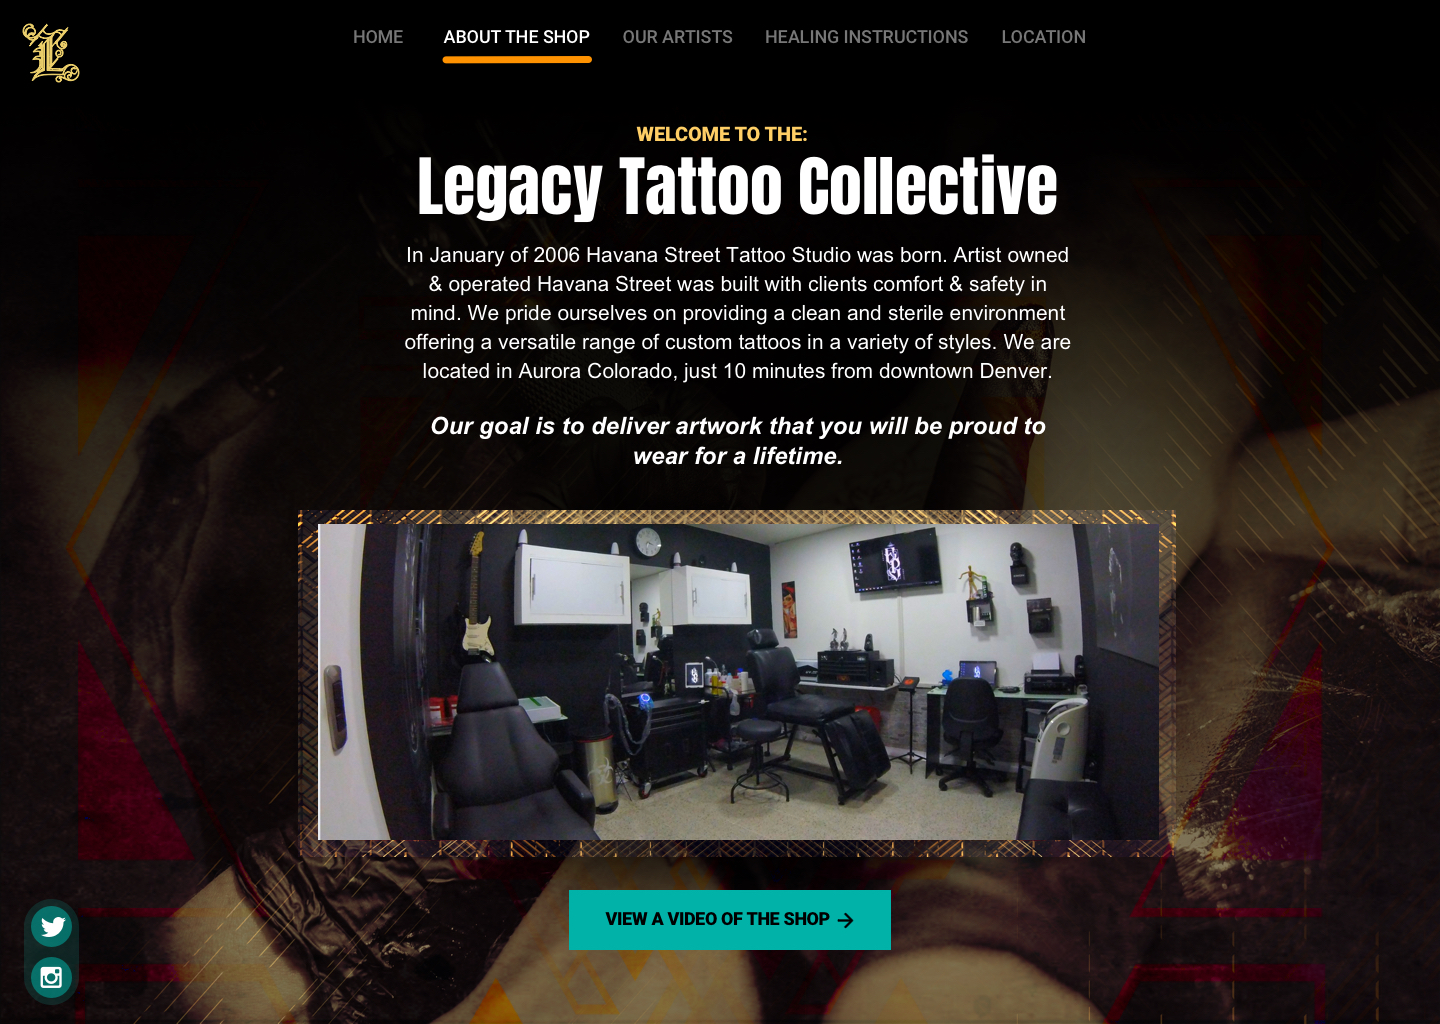 L
HOME ABOUT THE SHOP OUR ARTISTS HEALING INSTRUCTIONS LOCATION
WELCOME TO THE:
Legacy Tattoo Collective
In January of 2006 Havana Street Tattoo Studio was born. Artist owned
& operated Havana Street was built with clients comfort & safety in
mind. We pride ourselves on providing a clean and sterile environment
offering a versatile range of custom tattoos in a variety of styles. We are
located in Aurora Colorado, just 10 minutes from downtown Denver.
Our goal is to deliver artwork that you will be proud to
wear for a lifetime.
VIEW A VIDEO OF THE SHOP →